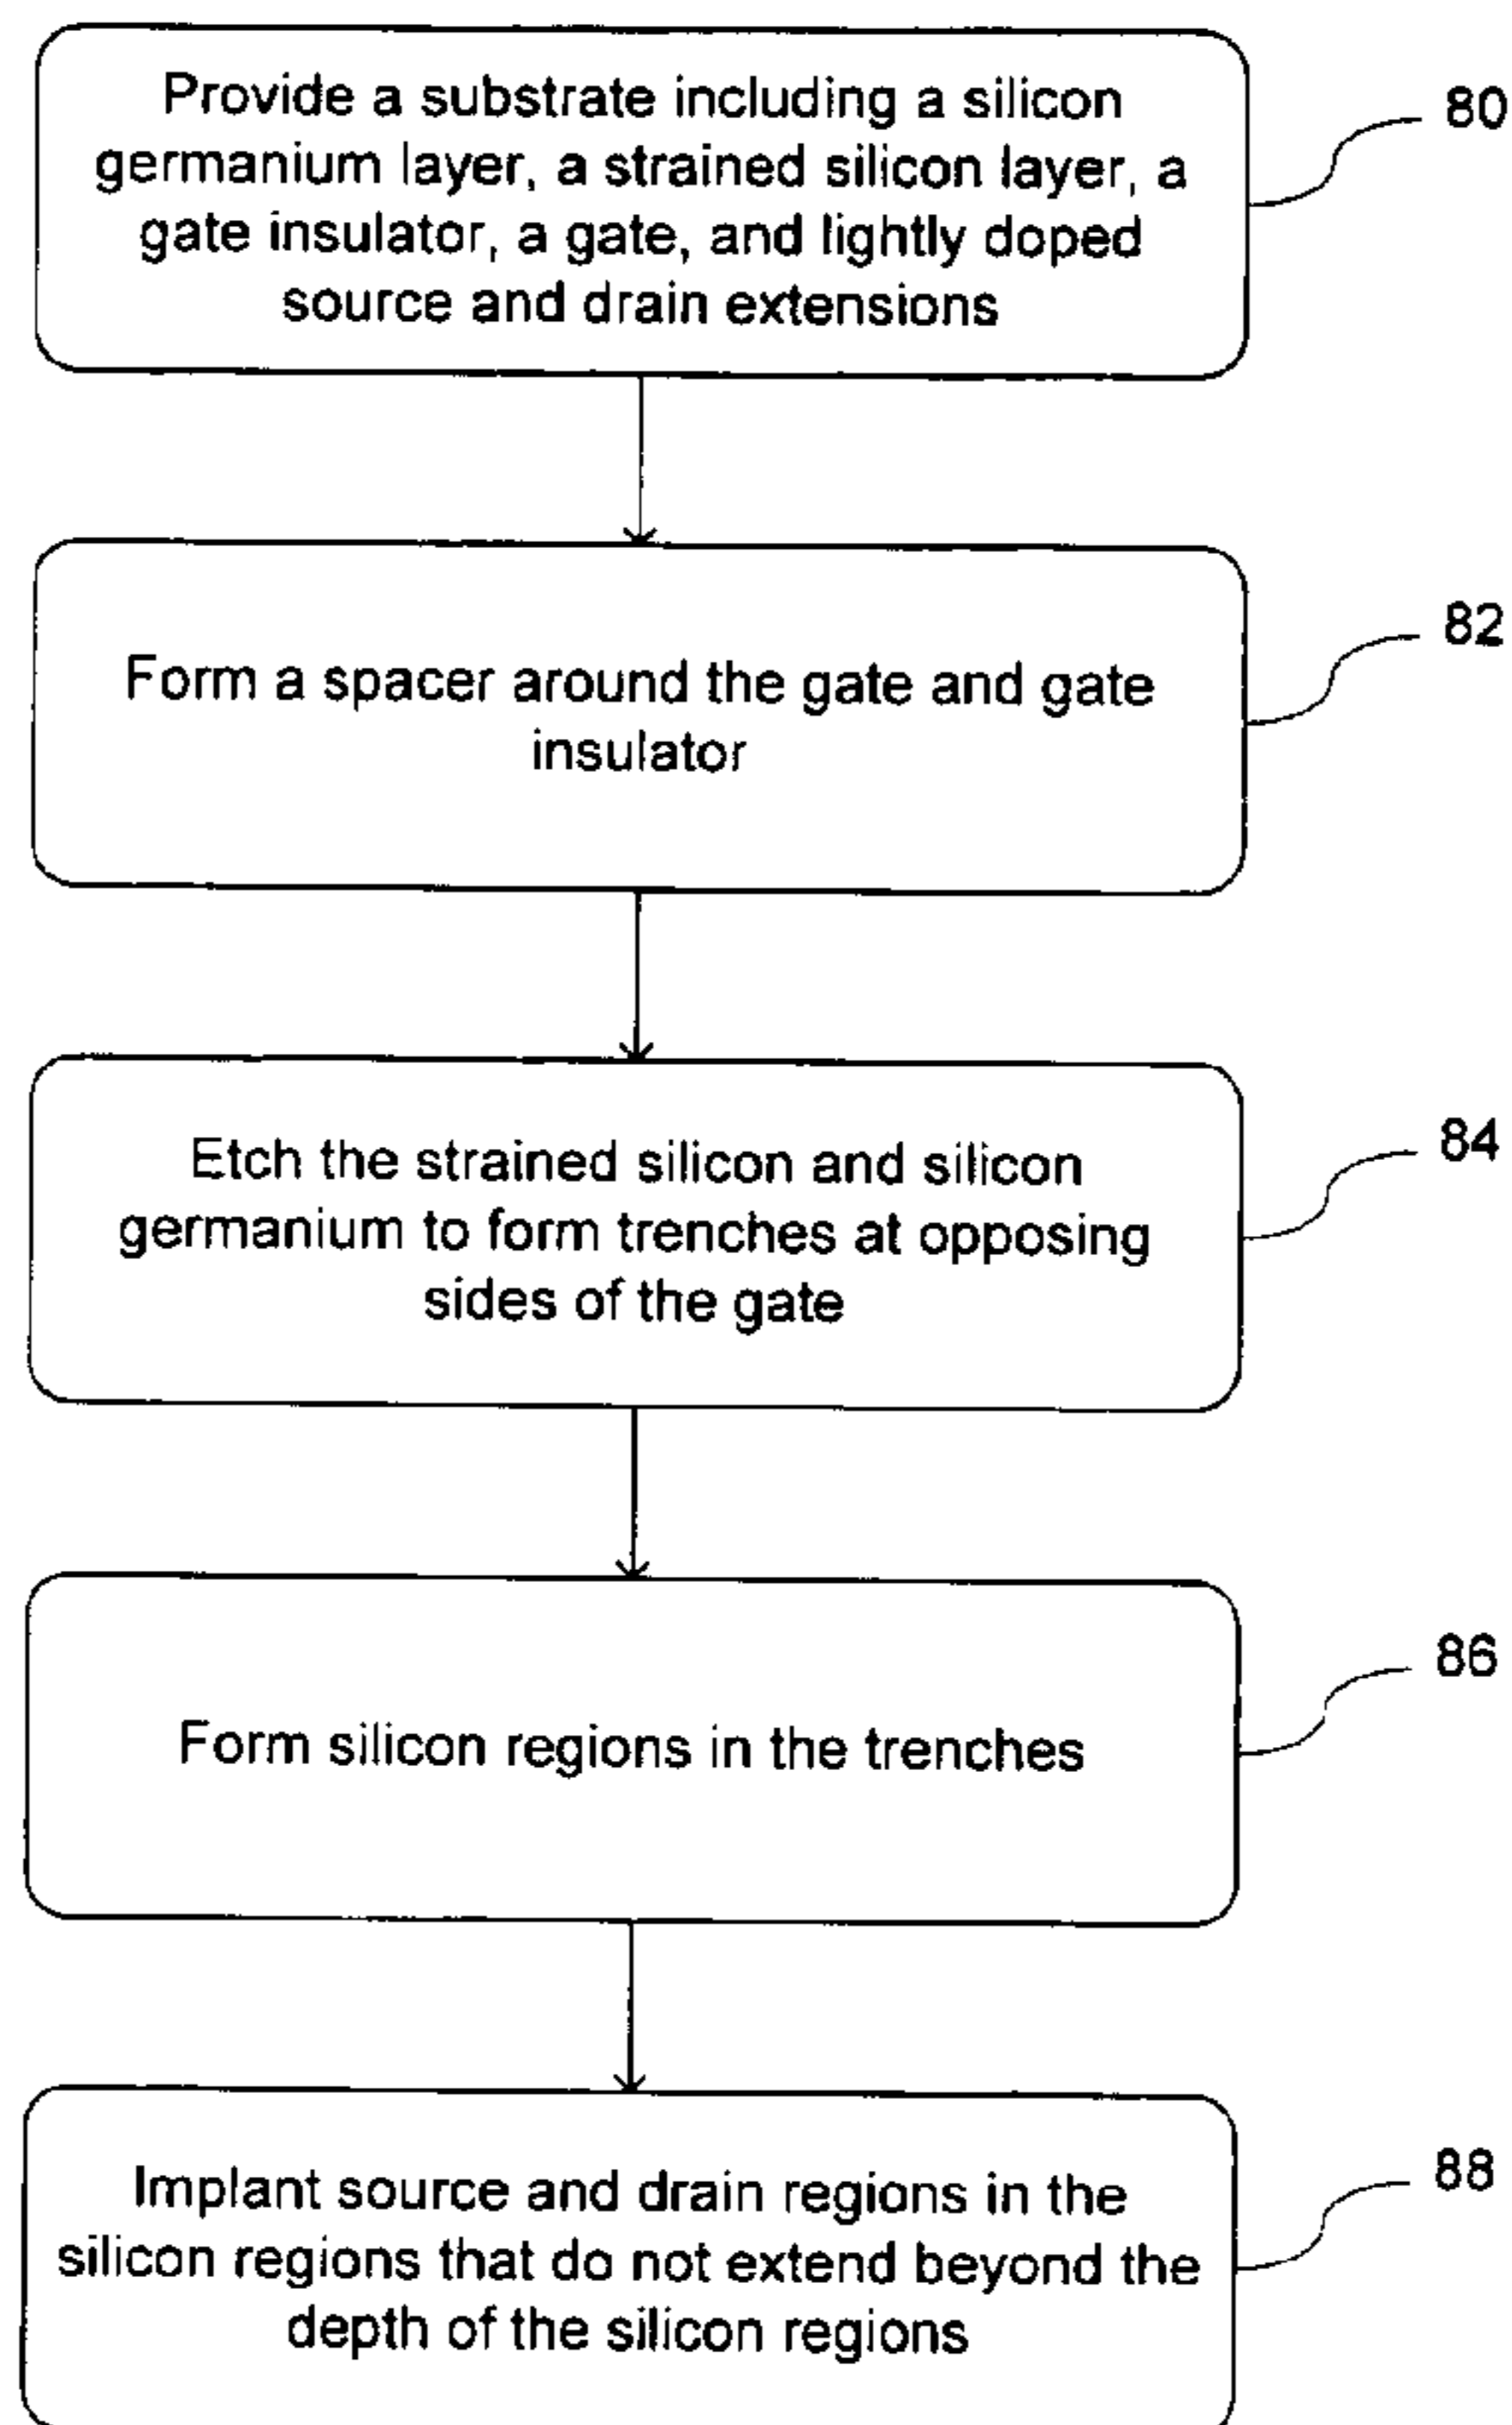 Provide a substrate including a silicon
germanium layer, a strained silicon layer, a
gate insulator, a gate, and lightly doped
source and drain extensions
80
Form a spacer around the gate and gate
insulator
82
Etch the strained silicon and silicon
germanium to form trenches at opposing
sides of the gate
84
Form silicon regions in the trenches
86
Implant source and drain regions in the
silicon regions that do not extend beyond the
depth of the silicon regions
88